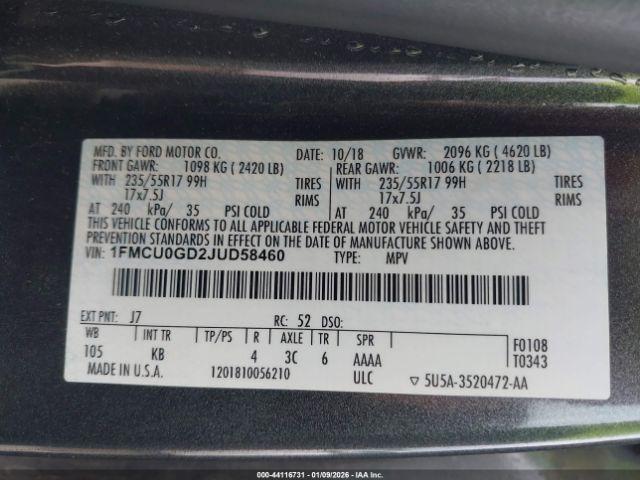 MFD. BY FORD MOTOR CO. DATE: 10/18 GVWR: 2096 KG ( 4620 LB)
FRONT GAWR: 1098 KG ( 2420 LB) REAR GAWR: 1006 KG ( 2218 LB)
WITH 235/55R17 99H TIRES WITH 235/55R17 99H TIRES
17x7.5J RIMS 17x7.5J RIMS
AT 240 kPa/ 35 PSI COLD AT 240 kPa/ 35 PSI COLD
THIS VEHICLE CONFORMS TO ALL APPLICABLE FEDERAL MOTOR VEHICLE SAFETY AND THEFT
PREVENTION STANDARDS IN EFFECT ON THE DATE OF MANUFACTURE SHOWN ABOVE.
VIN: 1FMCU0GD2JUD58460 TYPE: MPV
EXT PNT: J7 RC: 52 DSO:
WB INT TR TP/PS R AXLE TR SPR F0108
105 KB 4 3C 6 AAAA T0343
MADE IN U.S.A. 1201810056210 ULC ▽ 5U5A-3520472-AA
000-44116731 - 01/09/2026 - IAA Inc.